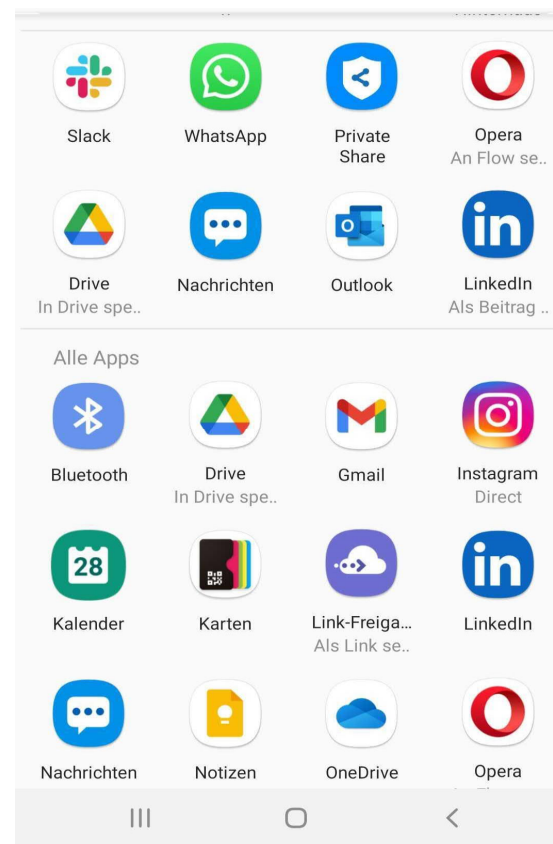 Slack WhatsApp Private Share Opera
An Flow se..
Drive Nachrichten Outlook LinkedIn
In Drive spe.. Als Beitrag ..
Alle Apps
Bluetooth Drive Gmail Instagram
In Drive spe.. Direct
28
Kalender Karten Link-Freiga... LinkedIn
Als Link se..
Nachrichten Notizen OneDrive Opera